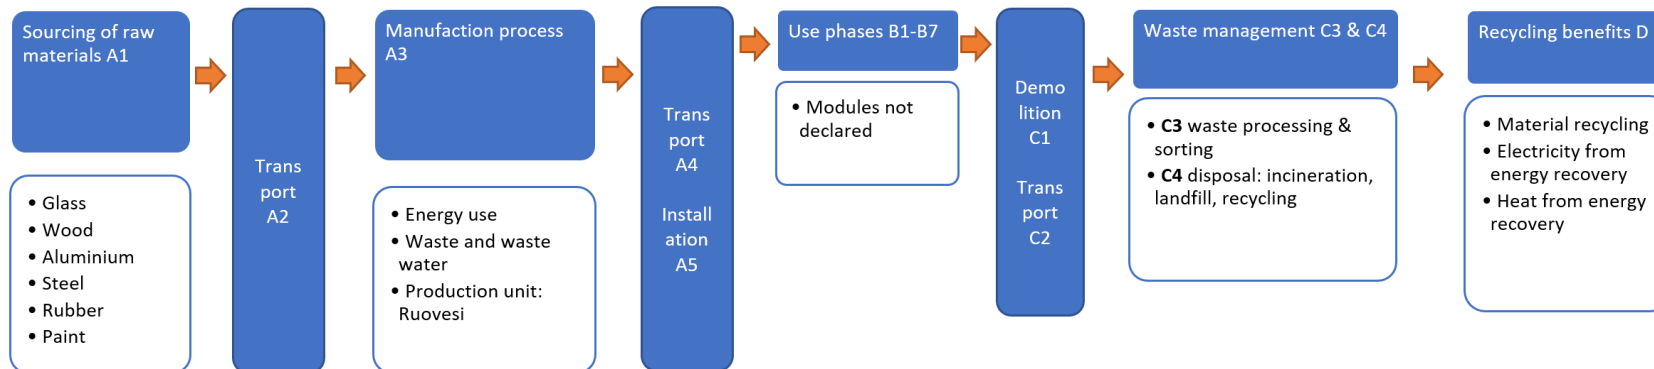 Sourcing of raw
materials A1
• Glass
• Wood
• Aluminium
• Steel
• Rubber
• Paint
Trans
port
A2
Manufaction process
A3
• Energy use
• Waste and waste
water
• Production unit:
Ruovesi
Trans
port
A4
Install
ation
A5
Use phases B1-B7
• Modules not
declared
Demo
lition
C1
Trans
port
C2
Waste management C3 & C4
• C3 waste processing &
sorting
• C4 disposal: incineration,
landfill, recycling
Recycling benefits D
• Material recycling
• Electricity from
energy recovery
• Heat from energy
recovery